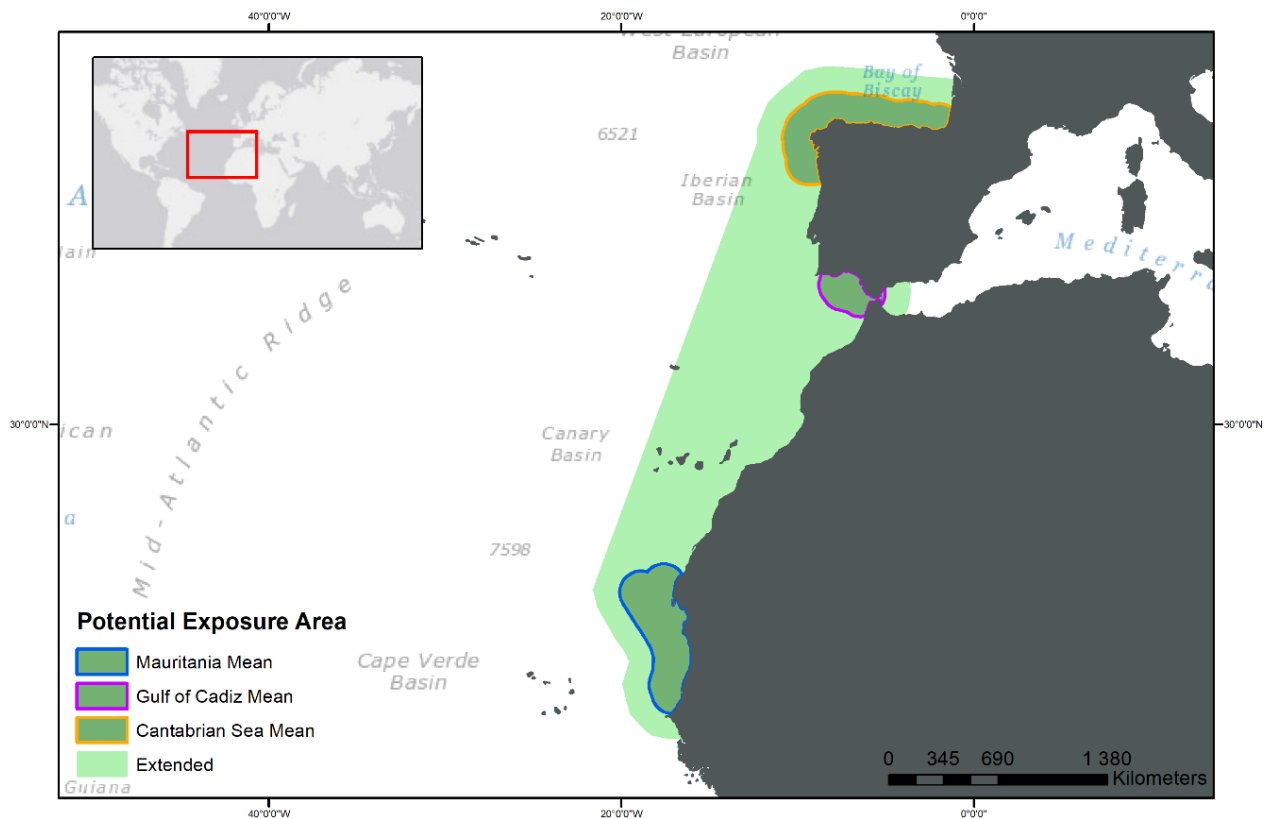 40°0'0"W
20°0'0"W
0°0'0"
West European
Basin
Bay of
Biscay
6521
Iberian
Basin
A
lain
Mediterra
Mid-Atlantic Ridge
30°0'0"N
30°0'0"N
ican
Canary
Basin
a
7598
Potential Exposure Area
Mauritania Mean
Gulf of Cadiz Mean
Cantabrian Sea Mean
Extended
Cape Verde
Basin
Guiana
0 345 690 1 380
Kilometers
40°0'0"W
20°0'0"W
0°0'0"